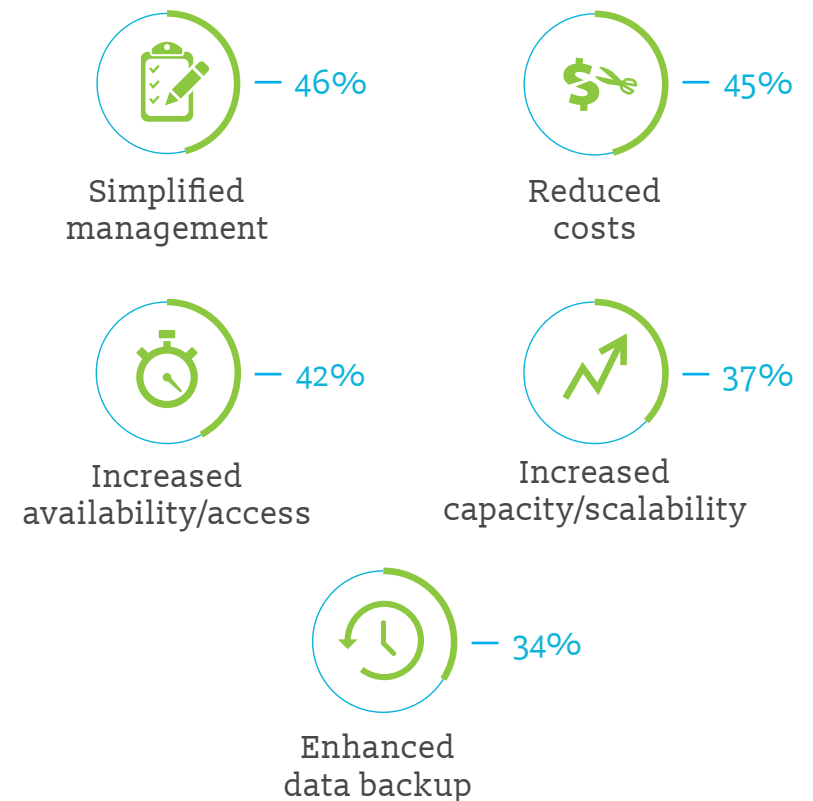 46%
Simplified
management
45%
Reduced
costs
42%
Increased
availability/access
37%
Increased
capacity/scalability
34%
Enhanced
data backup